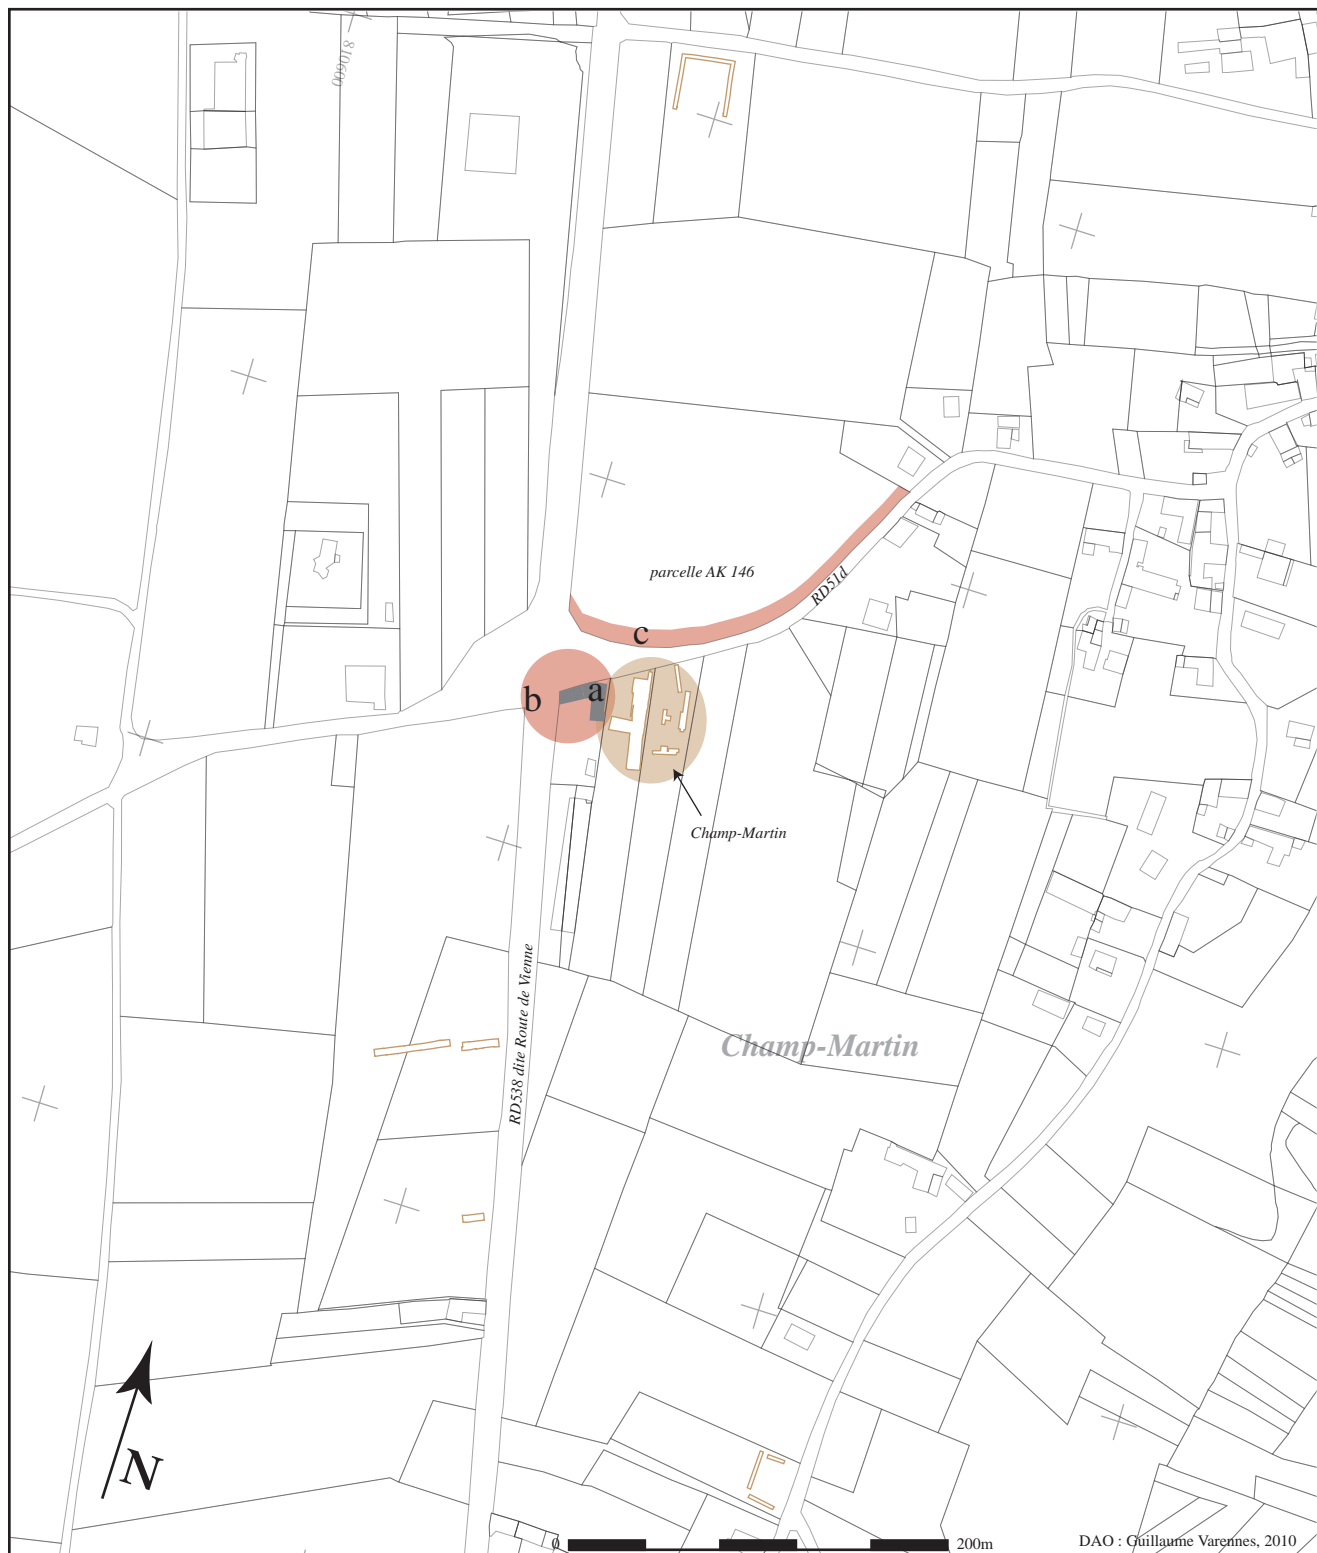 810600
parcelle AK 146
RD51d
c
b
a
Champ-Martin
RD538 dite Route de Vienne
Champ-Martin
N
0
200m
DAO : Guillaume Varennes, 2010